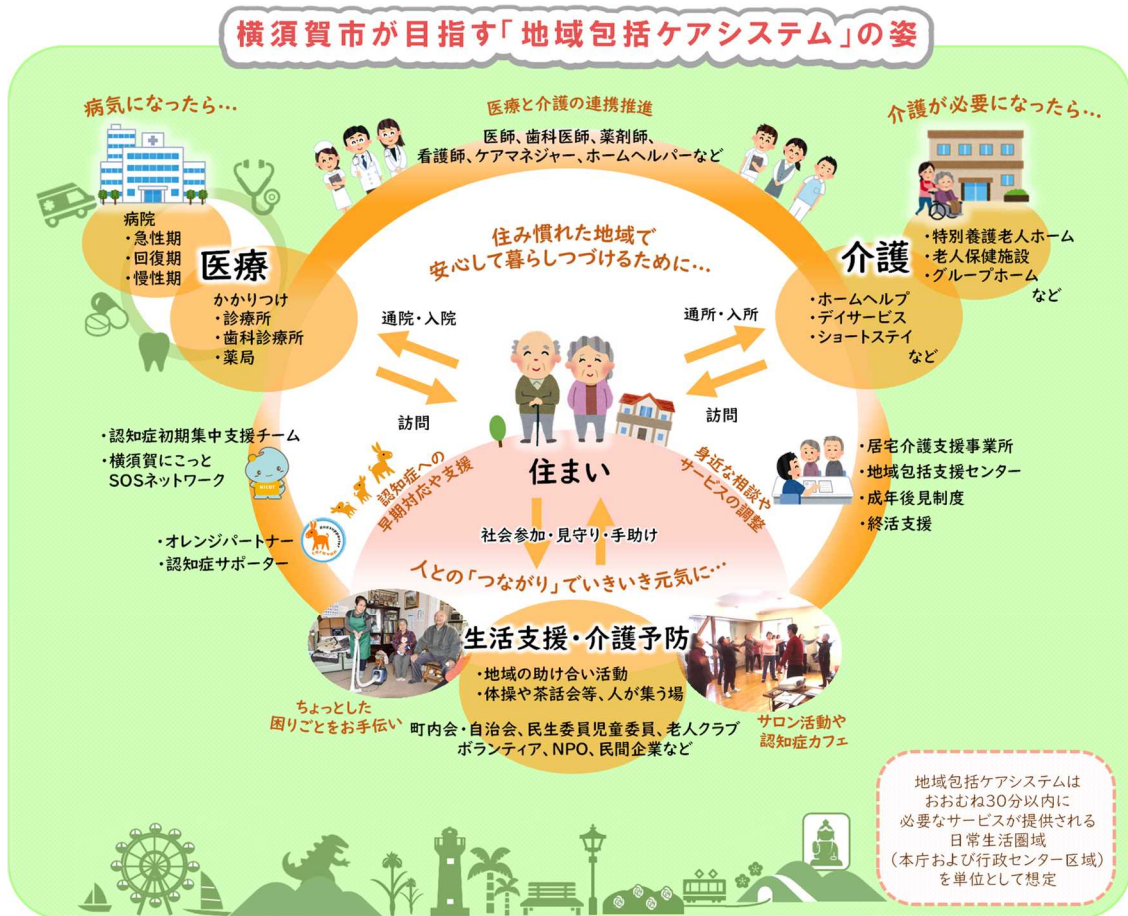 横須賀市が目指す「地域包括ケアシステム」の姿
病気になったら…
医療と介護の連携推進
医師、歯科医師、薬剤師、
看護師、ケアマネジャー、ホームヘルパーなど
介護が必要になったら…
病院
・急性期
・回復期
・慢性期
医療
かかりつけ
・診療所
・歯科診療所
・薬局
住み慣れた地域で
安心して暮らしつづけるために…
介護
・特別養護老人ホーム
・老人保健施設
・グループホーム
など
・ホームヘルプ
・デイサービス
・ショートステイ
など
通院・入院
訪問
通所・入所
訪問
・認知症初期集中支援チーム
・横須賀にこっと
SOSネットワーク
・オレンジパートナー
・認知症サポーター
認知症への
早期対応や支援
住まい
身近な相談や
サービスの調整
・居宅介護支援事業所
・地域包括支援センター
・成年後見制度
・終活支援
社会参加・見守り・手助け
人との「つながり」でいきいき元気に…
生活支援・介護予防
・地域の助け合い活動
・体操や茶話会等、人が集う場
町内会・自治会、民生委員児童委員、老人クラブ
ボランティア、NPO、民間企業など
ちょっとした
困りごとをお手伝い
サロン活動や
認知症カフェ
地域包括ケアシステムは
おおむね30分以内に
必要なサービスが提供される
日常生活圏域
（本庁および行政センター区域）
を単位として想定